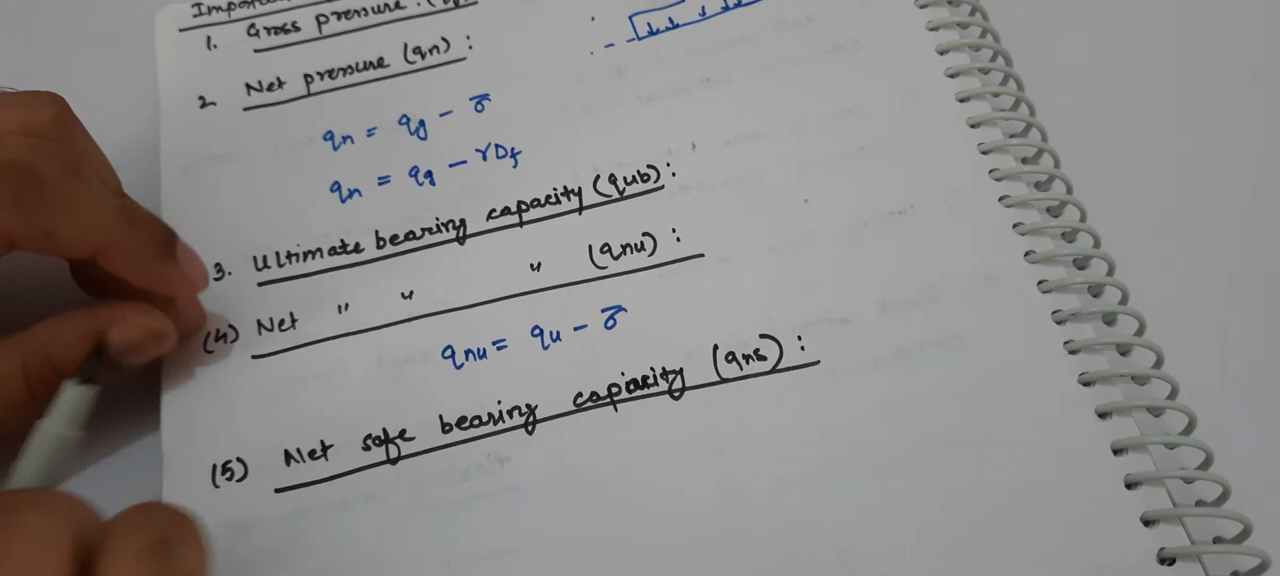 1. Gross pressure :
2 Net pressure (qn) :
qn = qg - σ̅
qn = qg - γDf
3. Ultimate bearing capacity (qub) :
(4) Net " " " (qnu) :
qnu = qu - σ̅
(5) Net safe bearing capiacity (qns) :